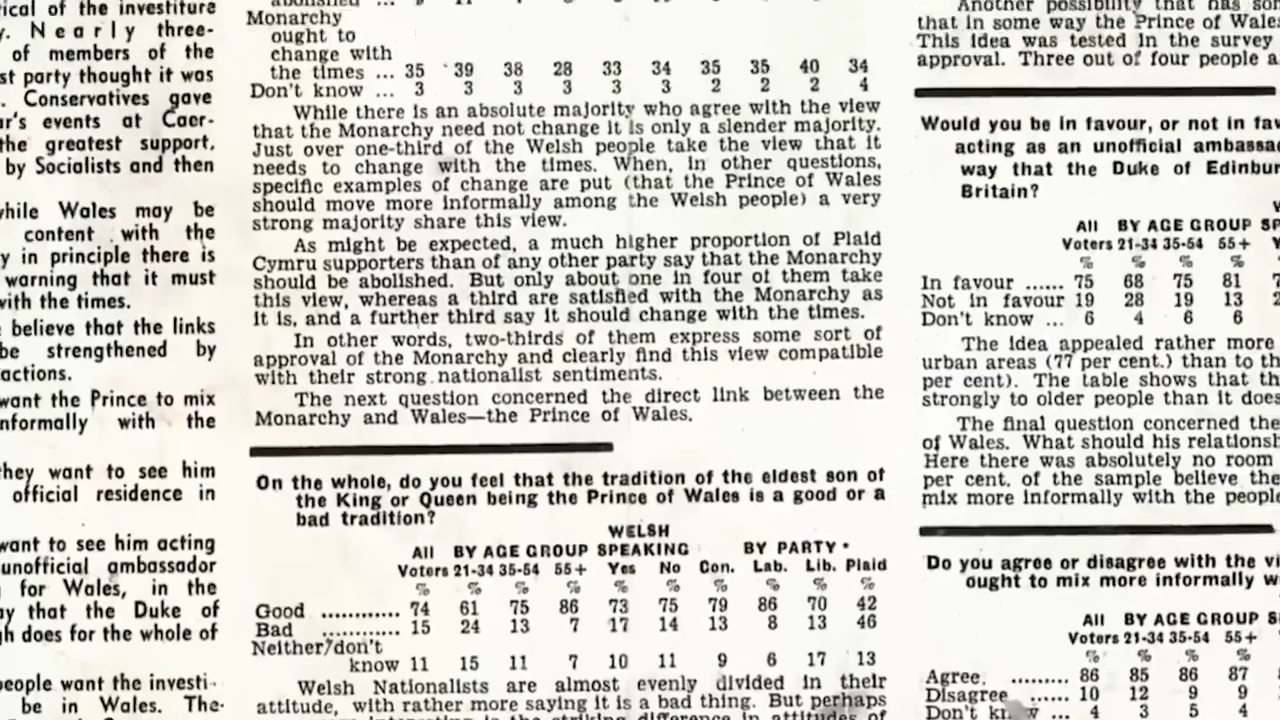 ical of the investiture
y. Nearly three-
of members of the
st party thought it was
. Conservatives gave
ar's events at Caer-
the greatest support,
by Socialists and then
while Wales may be
content with the
y in principle there is
warning that it must
with the times.
believe that the links
be strengthened by
actions.
want the Prince to mix
nformally with the
they want to see him
official residence in
want to see him acting
unofficial ambassador
for Wales, in the
ay that the Duke of
gh does for the whole of
people want the investi-
be in Wales. The
Monarchy
ought to
change with
the times ... 35 39 38 28 33 34 35 35 40 34
Don't know ... 3 3 3 3 3 3 2 2 2 4
While there is an absolute majority who agree with the view
that the Monarchy need not change it is only a slender majority.
Just over one-third of the Welsh people take the view that it
needs to change with the times. When, in other questions,
specific examples of change are put (that the Prince of Wales
should move more informally among the Welsh people) a very
strong majority share this view.
As might be expected, a much higher proportion of Plaid
Cymru supporters than of any other party say that the Monarchy
should be abolished. But only about one in four of them take
this view, whereas a third are satisfied with the Monarchy as
it is, and a further third say it should change with the times.
In other words, two-thirds of them express some sort of
approval of the Monarchy and clearly find this view compatible
with their strong nationalist sentiments.
The next question concerned the direct link between the
Monarchy and Wales—the Prince of Wales.
On the whole, do you feel that the tradition of the eldest son of
the King or Queen being the Prince of Wales is a good or a
bad tradition?
WELSH
All BY AGE GROUP SPEAKING BY PARTY *
Voters 21-34 35-54 55+ Yes No Con. Lab. Lib. Plaid
% % % % % % % % % %
Good ............ 74 61 75 86 73 75 79 86 70 42
Bad ............ 15 24 13 7 17 14 13 8 13 46
Neither/don't
know 11 15 11 7 10 11 9 6 17 13
Welsh Nationalists are almost evenly divided in their
attitude, with rather more saying it is a bad thing. But perhaps
difference in attitudes of
Another possibility that has
that in some way the Prince of Wales
This idea was tested in the survey
approval. Three out of four people a
Would you be in favour, or not in fav
acting as an unofficial ambassa
way that the Duke of Edinbur
Britain?
All BY AGE GROUP SP
Voters 21-34 35-54 55+
% % % %
In favour ...... 75 68 75 81
Not in favour 19 28 19 13
Don't know ... 6 4 6 6
The idea appealed rather more
urban areas (77 per cent.) than to th
per cent). The table shows that th
strongly to older people than it does
The final question concerned the
of Wales. What should his relationsh
Here there was absolutely no room
per cent. of the sample believe the
mix more informally with the people
Do you agree or disagree with the vi
ought to mix more informally w
All BY AGE GROUP S
Voters 21-34 35-54 55+
% % % %
Agree. ......... 86 85 86 87
Disagree ...... 10 12 9 9
Don't ... 4 3 5 4